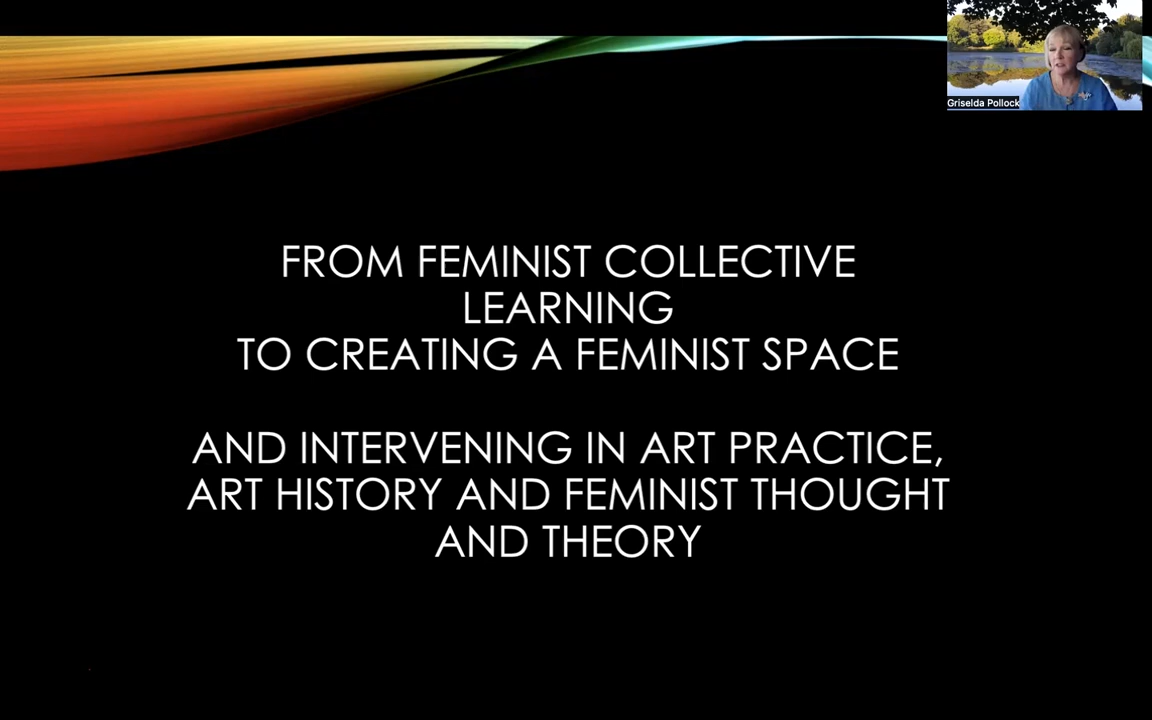 Griselda Pollock
FROM FEMINIST COLLECTIVE
LEARNING
TO CREATING A FEMINIST SPACE
AND INTERVENING IN ART PRACTICE,
ART HISTORY AND FEMINIST THOUGHT
AND THEORY